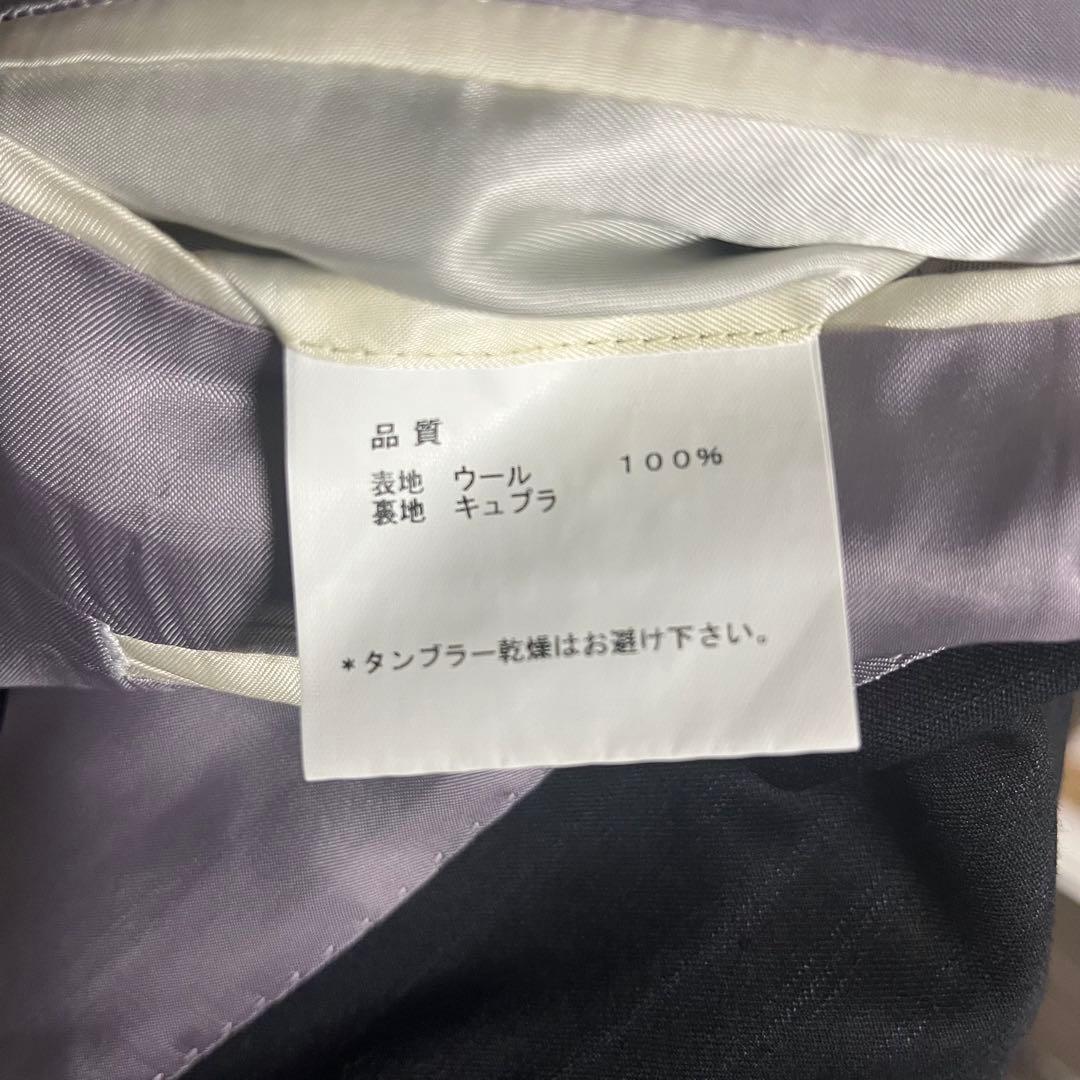 品質
表地 ウール 100%
裏地 キュプラ
*タンブラー乾燥はお避け下さい。